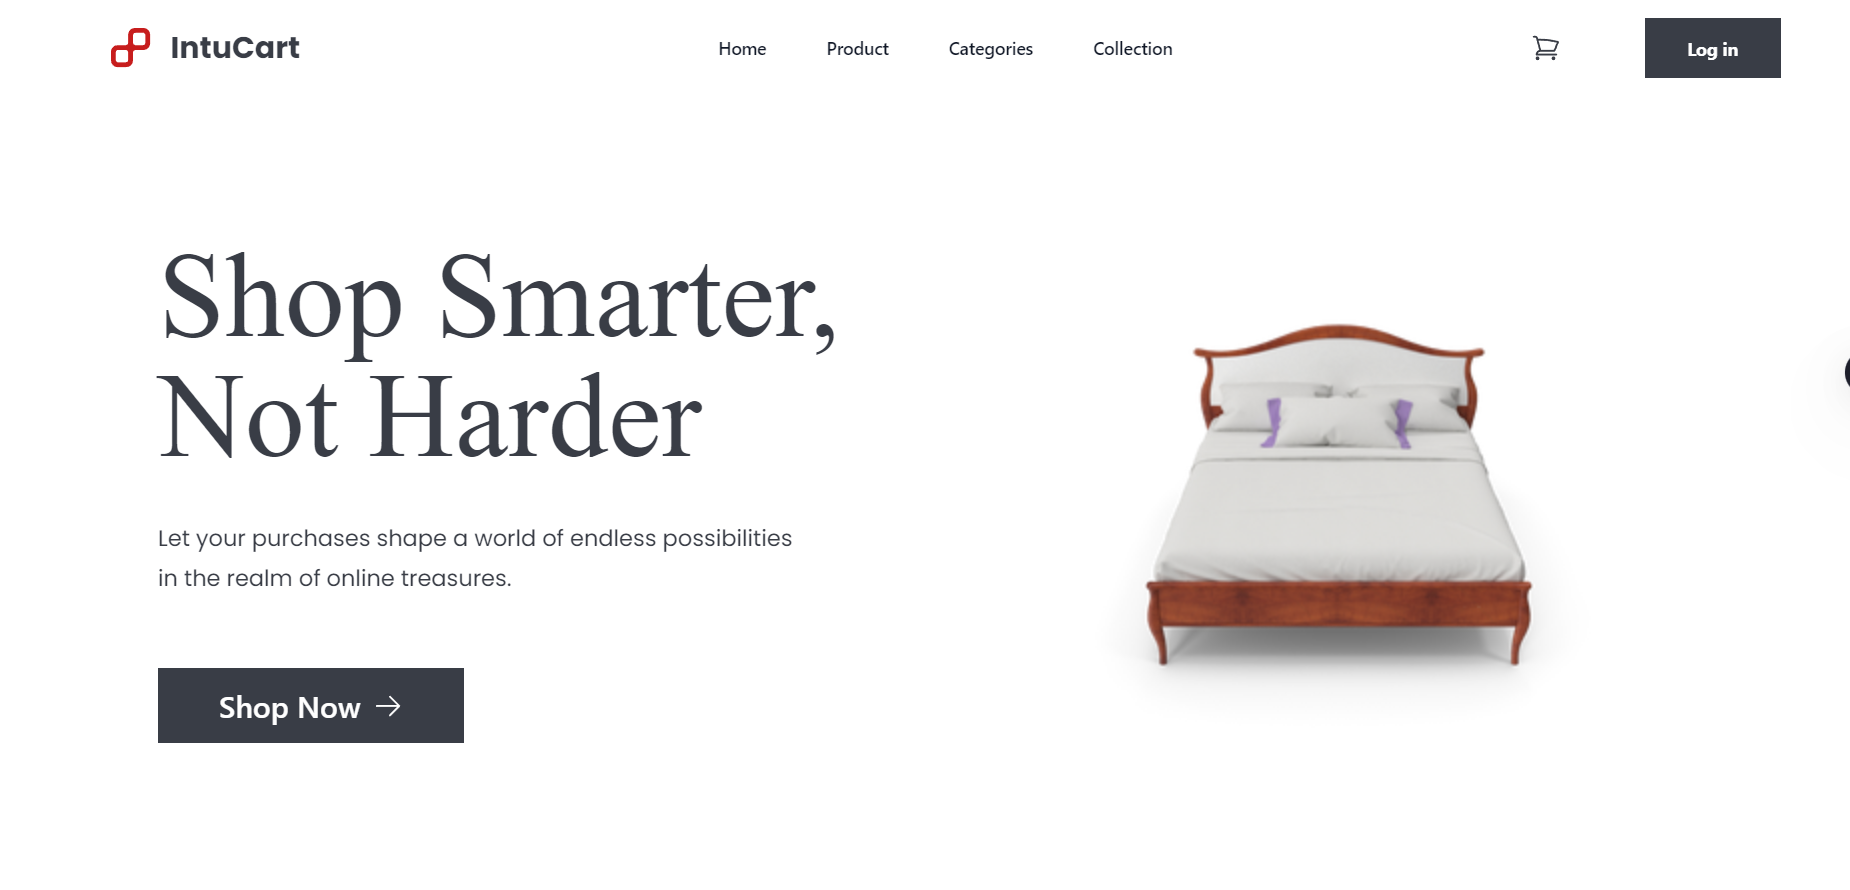 IntuCart
Home
Product
Categories
Collection
Log in
Shop Smarter,
Not Harder
Let your purchases shape a world of endless possibilities
in the realm of online treasures.
Shop Now